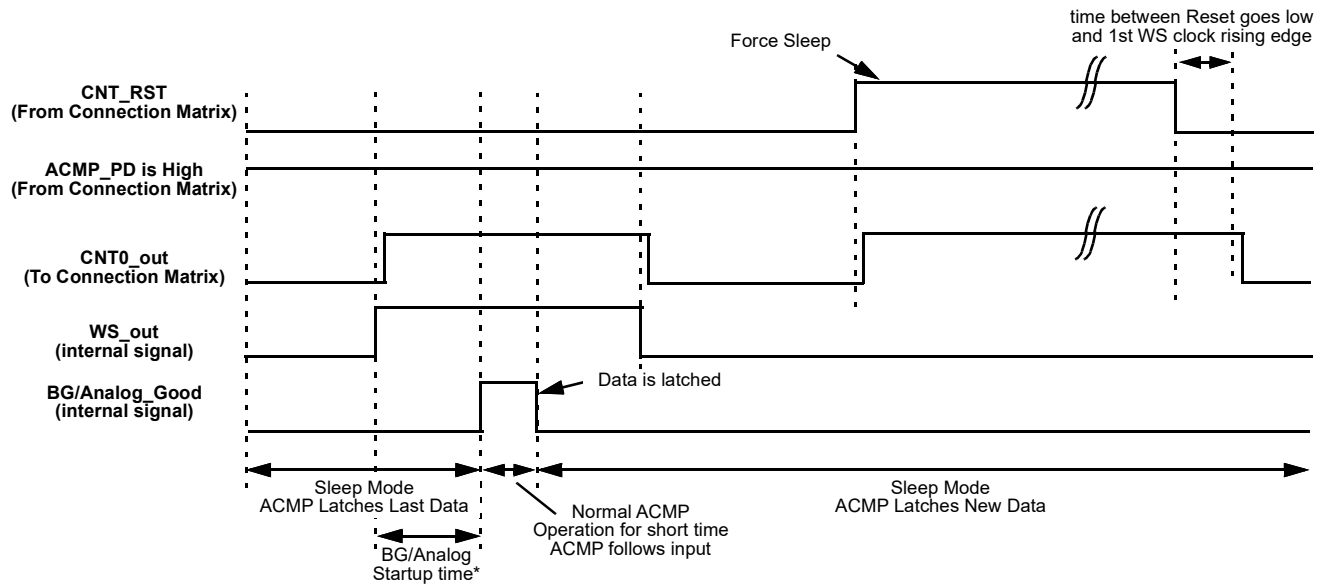 time between Reset goes low
and 1st WS clock rising edge
Force Sleep
CNT_RST
(From Connection Matrix)
ACMP_PD is High
(From Connection Matrix)
CNT0_out
(To Connection Matrix)
WS_out
(internal signal)
BG/Analog_Good
(internal signal)
Data is latched
Sleep Mode
ACMP Latches Last Data
Normal ACMP
Operation for short time
ACMP follows input
Sleep Mode
ACMP Latches New Data
BG/Analog
Startup time*